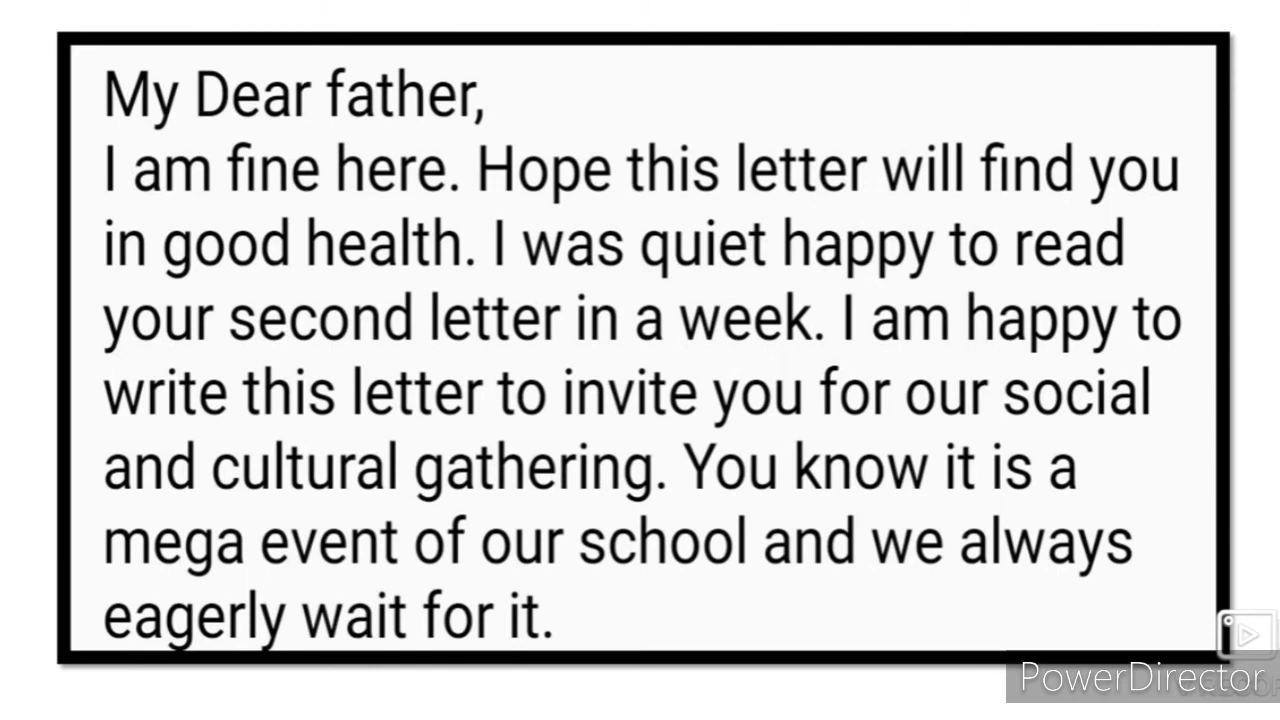 My Dear father,
I am fine here. Hope this letter will find you
in good health. I was quiet happy to read
your second letter in a week. I am happy to
write this letter to invite you for our social
and cultural gathering. You know it is a
mega event of our school and we always
eagerly wait for it.
PowerDirector